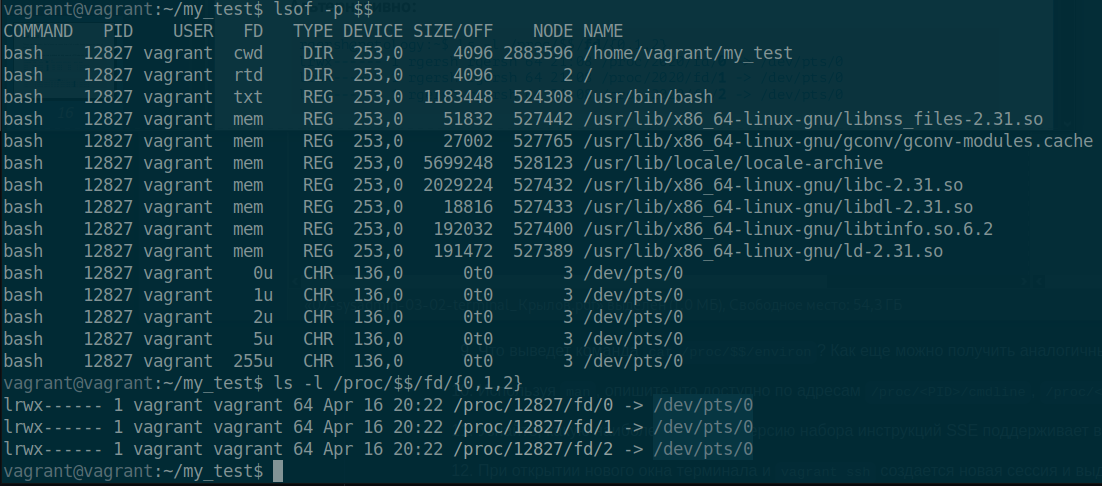 vagrant@vagrant:~/my_test$ lsof -p $$
COMMAND PID USER FD TYPE DEVICE SIZE/OFF NODE NAME
bash 12827 vagrant cwd DIR 253,0 4096 2883596 /home/vagrant/my_test
bash 12827 vagrant rtd DIR 253,0 4096 2 /
bash 12827 vagrant txt REG 253,0 1183448 524308 /usr/bin/bash
bash 12827 vagrant mem REG 253,0 51832 527442 /usr/lib/x86_64-linux-gnu/libnss_files-2.31.so
bash 12827 vagrant mem REG 253,0 27002 527765 /usr/lib/x86_64-linux-gnu/gconv/gconv-modules.cache
bash 12827 vagrant mem REG 253,0 5699248 528123 /usr/lib/locale/locale-archive
bash 12827 vagrant mem REG 253,0 2029224 527432 /usr/lib/x86_64-linux-gnu/libc-2.31.so
bash 12827 vagrant mem REG 253,0 18816 527433 /usr/lib/x86_64-linux-gnu/libdl-2.31.so
bash 12827 vagrant mem REG 253,0 192032 527400 /usr/lib/x86_64-linux-gnu/libtinfo.so.6.2
bash 12827 vagrant mem REG 253,0 191472 527389 /usr/lib/x86_64-linux-gnu/ld-2.31.so
bash 12827 vagrant 0u CHR 136,0 0t0 3 /dev/pts/0
bash 12827 vagrant 1u CHR 136,0 0t0 3 /dev/pts/0
bash 12827 vagrant 2u CHR 136,0 0t0 3 /dev/pts/0
bash 12827 vagrant 5u CHR 136,0 0t0 3 /dev/pts/0
bash 12827 vagrant 255u CHR 136,0 0t0 3 /dev/pts/0
vagrant@vagrant:~/my_test$ ls -l /proc/$$/fd/{0,1,2}
lrwx------ 1 vagrant vagrant 64 Apr 16 20:22 /proc/12827/fd/0 -> /dev/pts/0
lrwx------ 1 vagrant vagrant 64 Apr 16 20:22 /proc/12827/fd/1 -> /dev/pts/0
lrwx------ 1 vagrant vagrant 64 Apr 16 20:22 /proc/12827/fd/2 -> /dev/pts/0
vagrant@vagrant:~/my_test$